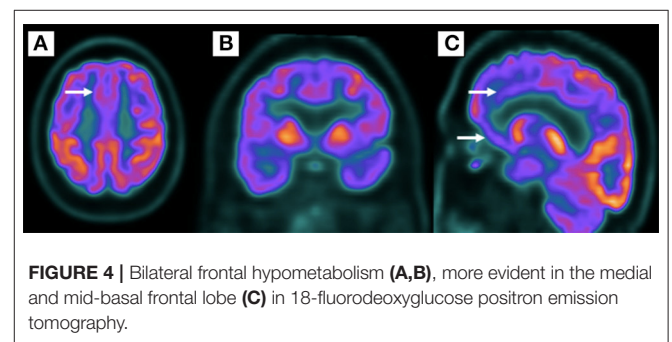 A B C
FIGURE 4 | Bilateral frontal hypometabolism (A,B), more evident in the medial
and mid-basal frontal lobe (C) in 18-fluorodeoxyglucose positron emission
tomography.